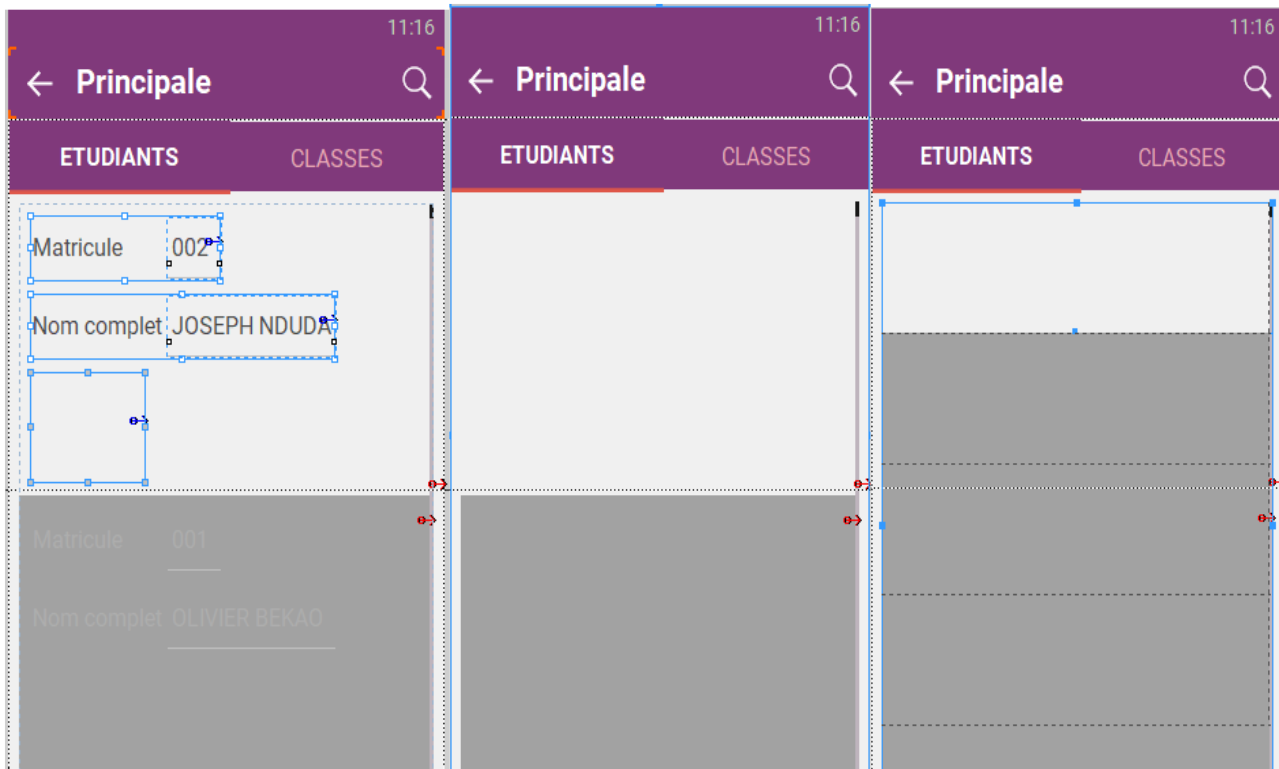 11:16
Principale
ETUDIANTS CLASSES
Matricule 002
Nom complet JOSEPH NDUDA
Matricule 001
Nom complet OLIVIER BEKAO
11:16
Principale
ETUDIANTS CLASSES
11:16
Principale
ETUDIANTS CLASSES